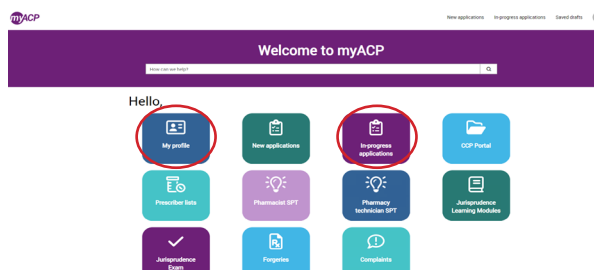 myACP
New applications In-progress applications Saved drafts
Welcome to myACP
How can we help?
Hello,
My profile
New applications
In-progress
applications
CCP Portal
Prescriber lists
Pharmacist SPT
Pharmacy
technician SPT
Jurisprudence
Learning Modules
Jurisprudence
Exam
Forgeries
Complaints